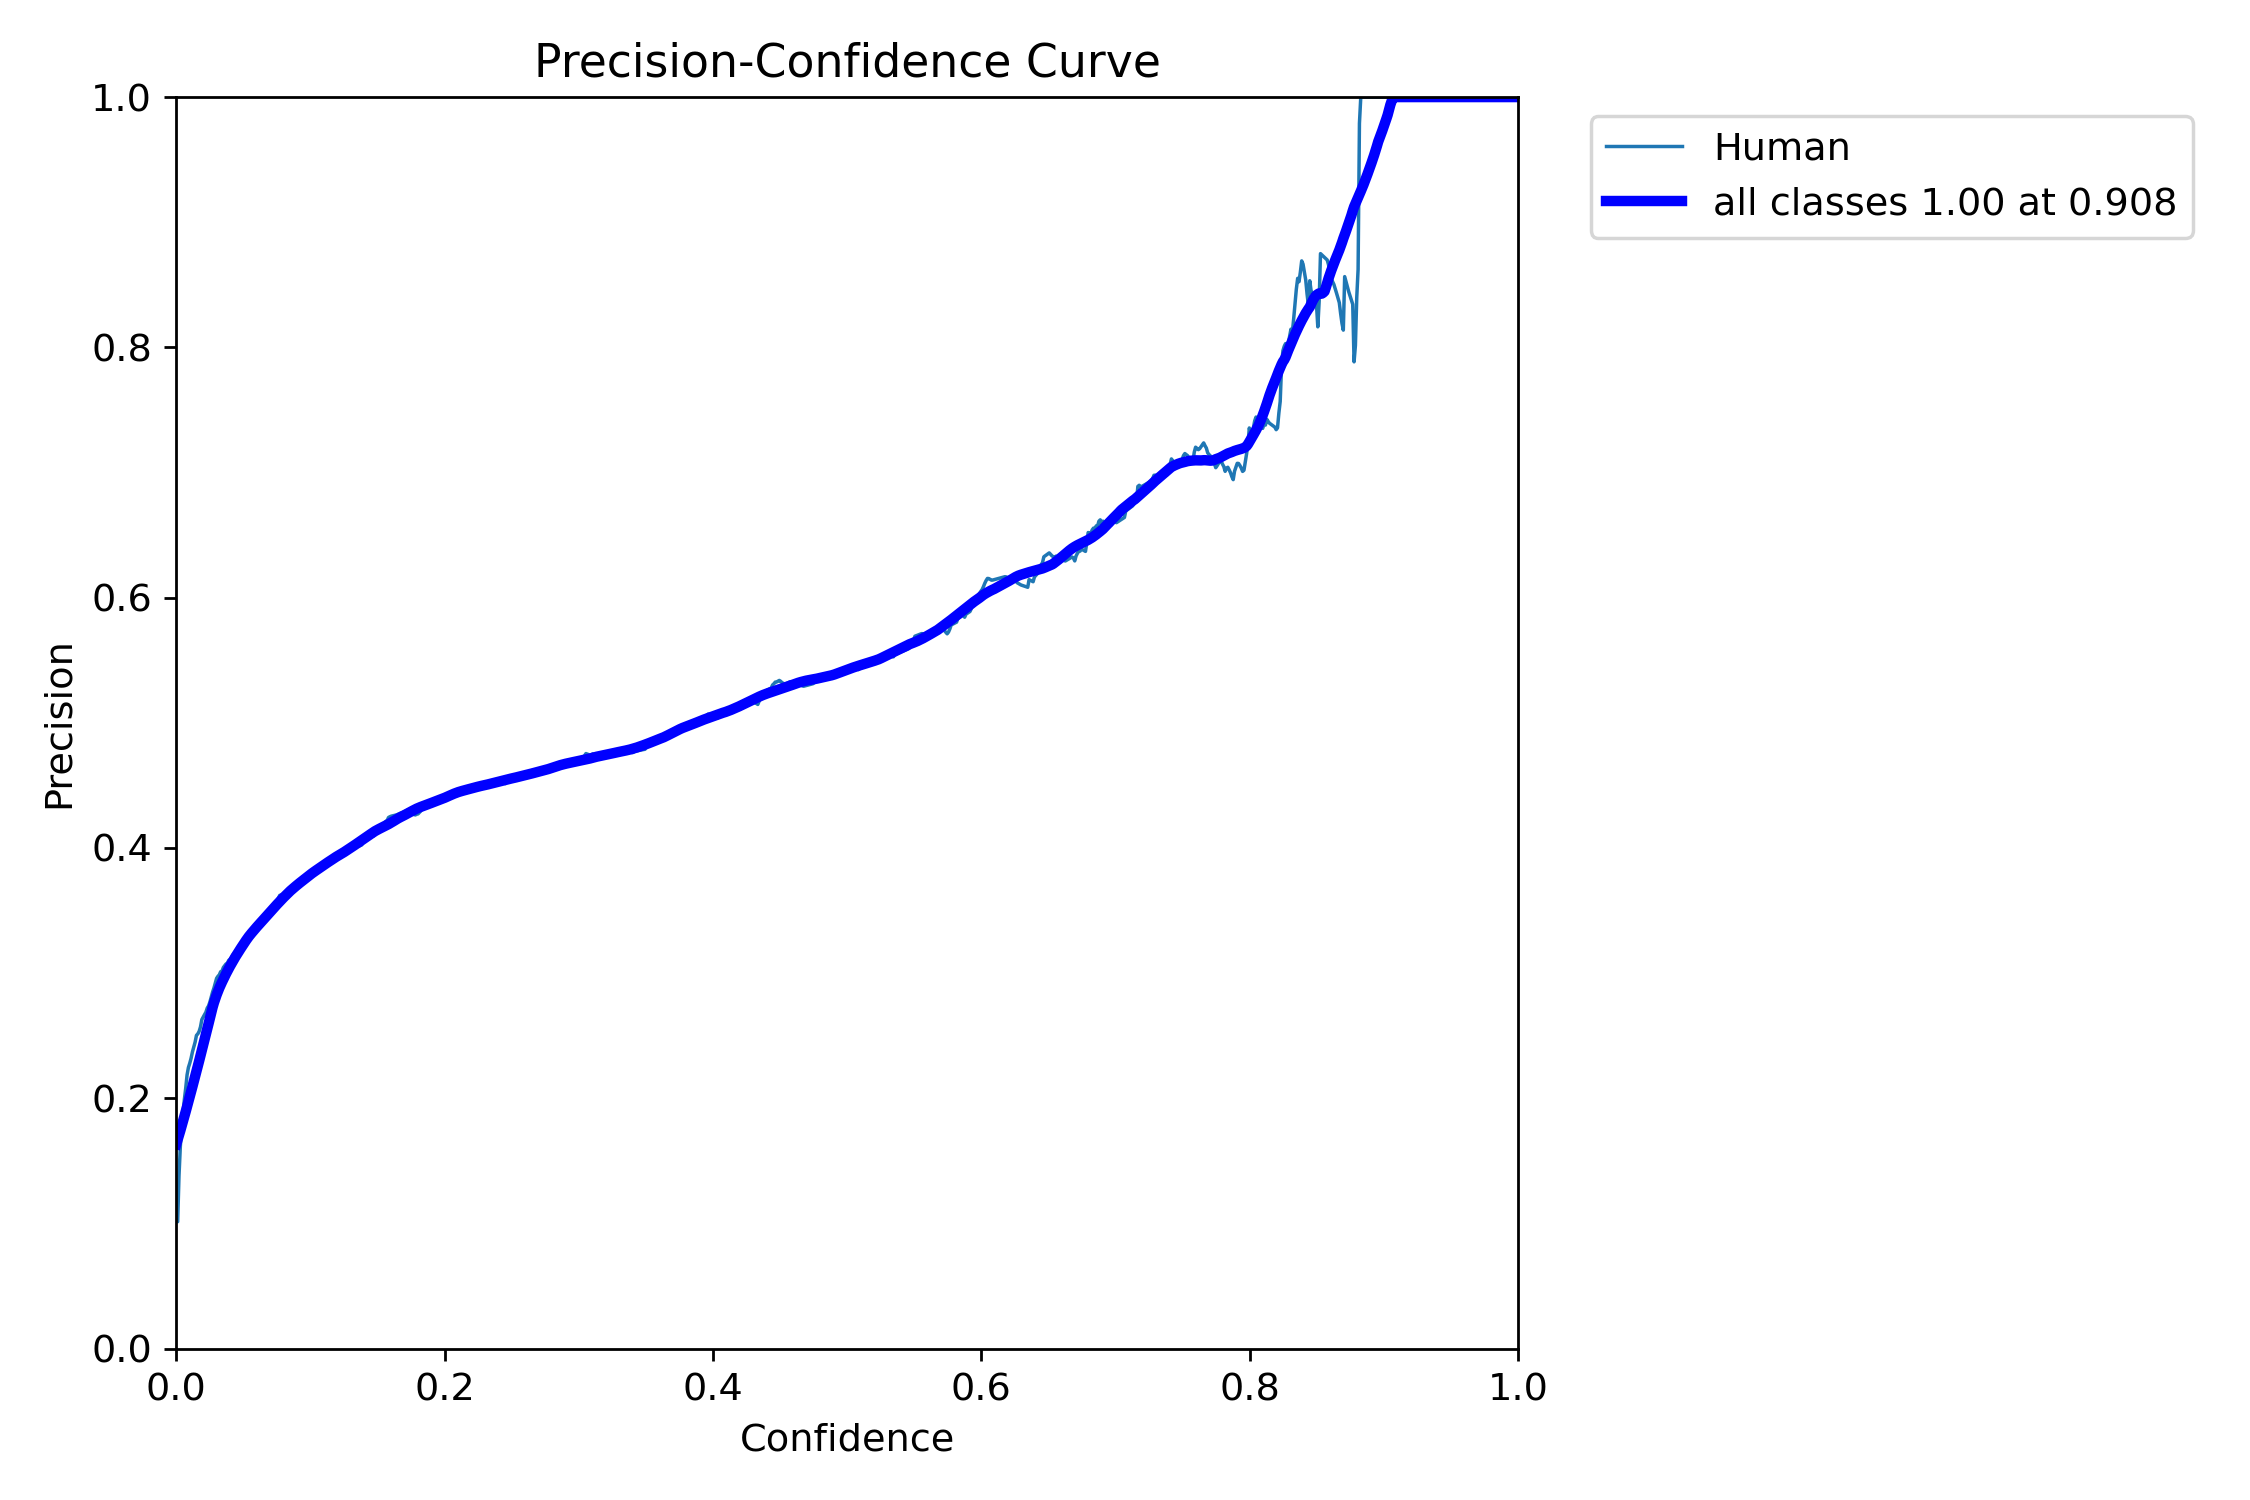 Precision-Confidence Curve
1.0
0.8
0.6
0.4
0.2
0.0
Precision
0.0 0.2 0.4 0.6 0.8 1.0
Confidence
Human
all classes 1.00 at 0.908